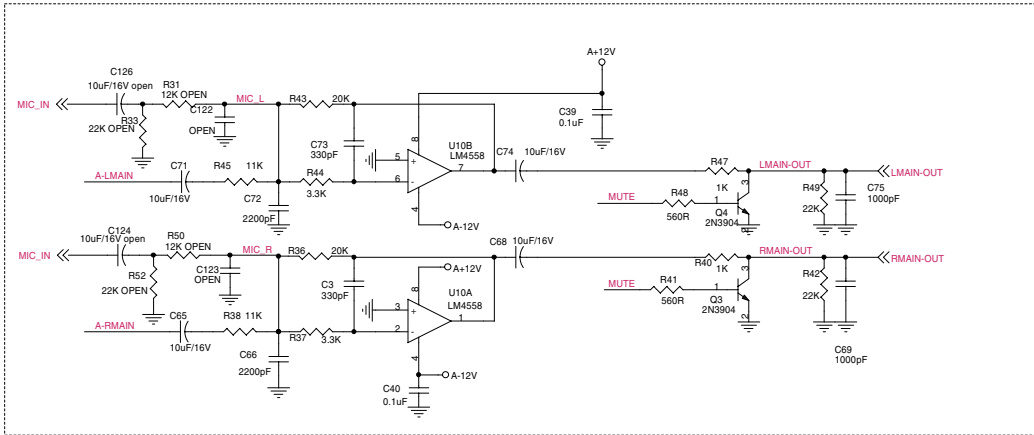 A+12V
C126
10uF/16V open
R31
12K OPEN
MIC_IN
MIC_L
R43
20K
C122
OPEN
R33
22K OPEN
C39
0.1uF
C73
330pF
8
U10B
LM4558
C74
10uF/16V
5
+
7
6
-
4
C71
10uF/16V
R45
11K
A-LMAIN
R44
3.3K
C72
2200pF
A-12V
R47
1K
LMAIN-OUT
LMAIN-OUT
MUTE
R48
560R
1
3
Q4
2N3904
2
R49
22K
C75
1000pF
C124
10uF/16V open
R50
12K OPEN
MIC_IN
MIC_R
R36
20K
C123
OPEN
R52
22K OPEN
C68
10uF/16V
A+12V
C3
330pF
8
U10A
LM4558
3
+
1
2
-
4
C65
10uF/16V
R38
11K
A-RMAIN
R37
3.3K
C66
2200pF
A-12V
C40
0.1uF
R40
1K
RMAIN-OUT
RMAIN-OUT
MUTE
R41
560R
1
3
Q3
2N3904
2
R42
22K
C69
1000pF